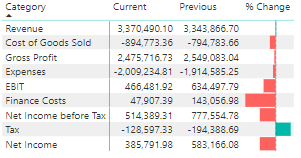 Category Current Previous % Change
Revenue 3,370,490.10 3,343,866.70
Cost of Goods Sold -894,773.36 -794,783.66
Gross Profit 2,475,716.73 2,549,083.04
Expenses -2,009,234.81 -1,914,585.25
EBIT 466,481.92 634,497.79
Finance Costs 47,907.39 143,056.98
Net Income before Tax 514,389.31 777,554.78
Tax -128,597.33 -194,388.69
Net Income 385,791.98 583,166.08